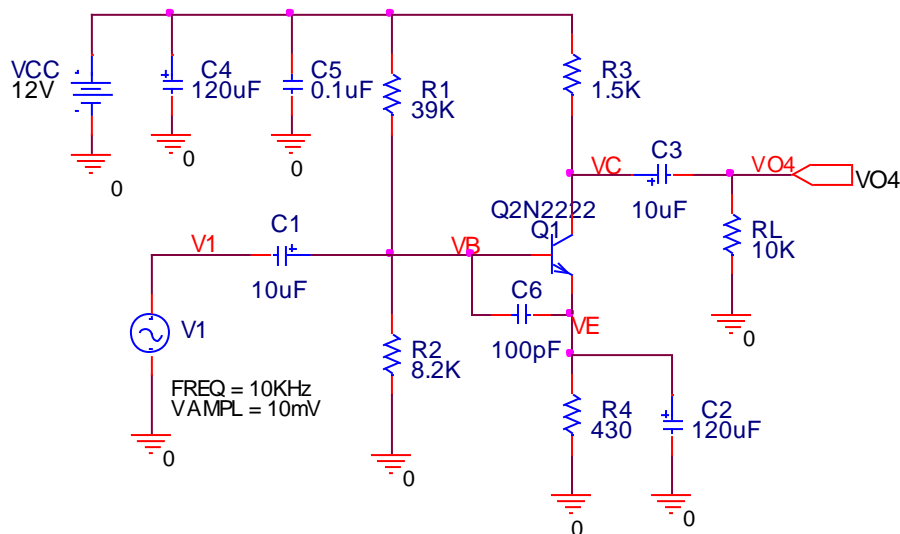 VCC
12V
C4
120uF
C5
0.1uF
R1
39K
R3
1.5K
0
0
0
0
VC
C3
10uF
VO4
VO4
Q2N2222
Q1
RL
10K
0
V1
C1
10uF
VB
C6
100pF
VE
V1
FREQ = 10KHz
VAMPL = 10mV
0
R2
8.2K
0
R4
430
0
C2
120uF
0